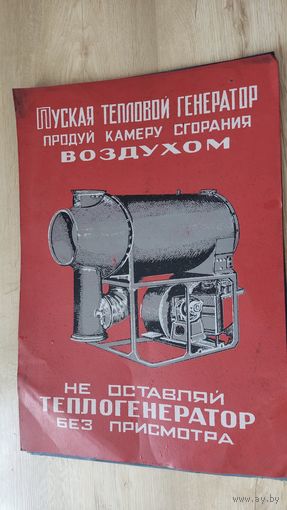 ПУСКАЯ ТЕПЛОВОЙ ГЕНЕРАТОР
ПРОДУЙ КАМЕРУ СГОРАНИЯ
ВОЗДУХОМ
НЕ ОСТАВЛЯЙ
ТЕПЛОГЕНЕРАТОР
БЕЗ ПРИСМОТРА
www.ay.by